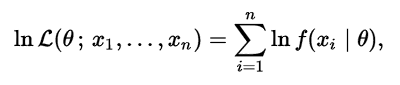 ln ℒ(θ; x₁, …, xₙ) = ∑ᵢ₌₁ⁿ ln f(xᵢ | θ),